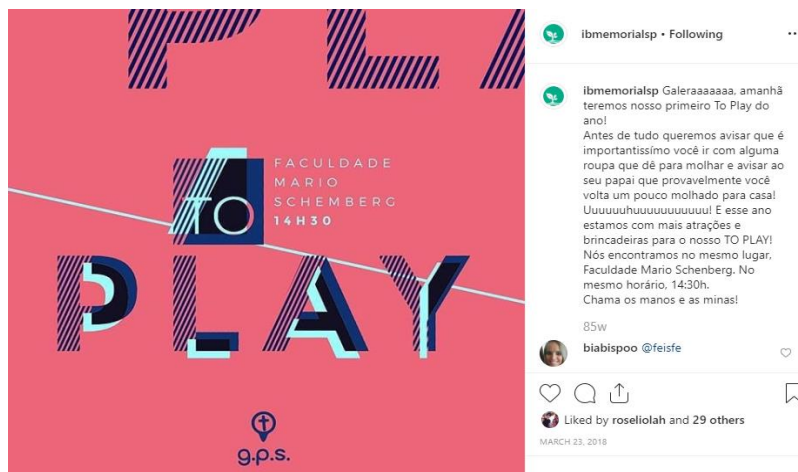 PL
FACULDADE
MARIO
SCHEMBERG
14H30
TO
PLAY
g.p.s.
ibmemorialsp • Following
ibmemorialsp Galeraaaaaaa, amanhã
teremos nosso primeiro To Play do
ano!
Antes de tudo queremos avisar que é
importantissímo você ir com alguma
roupa que dê para molhar e avisar ao
seu papai que provavelmente você
volta um pouco molhado para casa!
Uuuuuuhuuuuuuuuuuu! E esse ano
estamos com mais atrações e
brincadeiras para o nosso TO PLAY!
Nós encontramos no mesmo lugar,
Faculdade Mario Schenberg. No
mesmo horário, 14:30h.
Chama os manos e as minas!
85w
biabispoo @feisfe
Liked by roseliolah and 29 others
MARCH 23, 2018